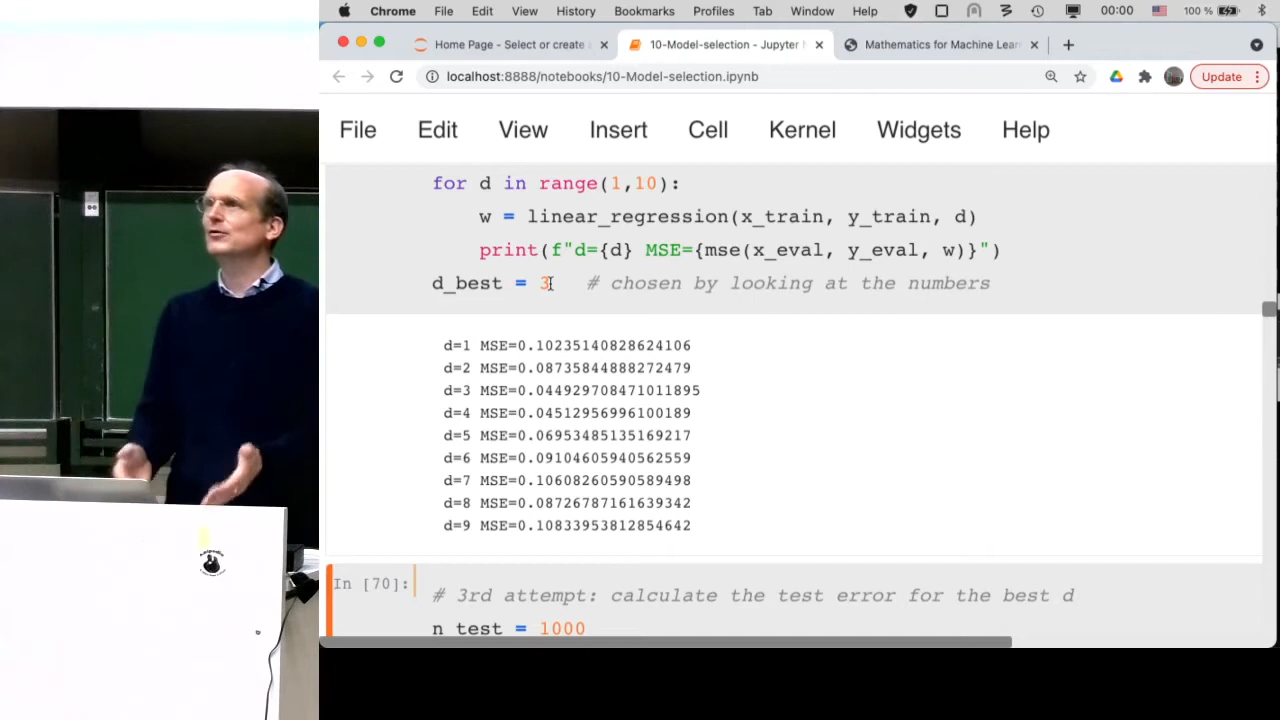 Chrome File Edit View History Bookmarks Profiles Tab Window Help 00:00 100 %
Home Page - Select or create a
10-Model-selection - Jupyter
Mathematics for Machine Lear
localhost:8888/notebooks/10-Model-selection.ipynb
Update
File Edit View Insert Cell Kernel Widgets Help
for d in range(1,10):
w = linear_regression(x_train, y_train, d)
print(f"d={d} MSE={mse(x_eval, y_eval, w)}")
d_best = 3 # chosen by looking at the numbers
d=1 MSE=0.10235140828624106
d=2 MSE=0.08735844888272479
d=3 MSE=0.044929708471011895
d=4 MSE=0.04512956996100189
d=5 MSE=0.06953485135169217
d=6 MSE=0.09104605940562559
d=7 MSE=0.10608260590589498
d=8 MSE=0.08726787161639342
d=9 MSE=0.10833953812854642
In [70]:
# 3rd attempt: calculate the test error for the best d
n_test = 1000